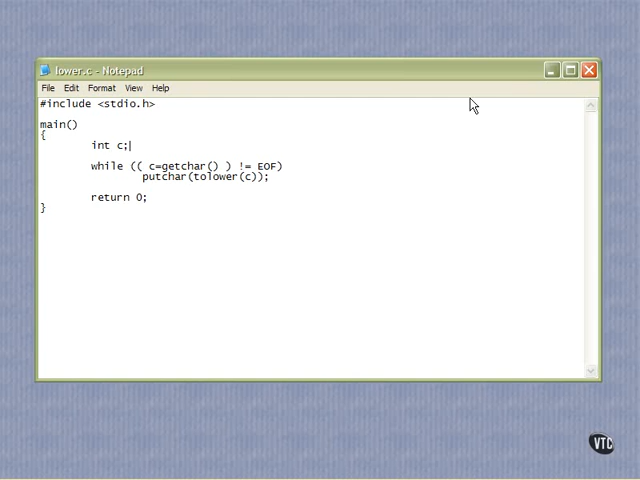 lower.c - Notepad
File Edit Format View Help
#include <stdio.h>
main()
{
int c;
while (( c=getchar() ) != EOF)
putchar(tolower(c));
return 0;
}
VTC